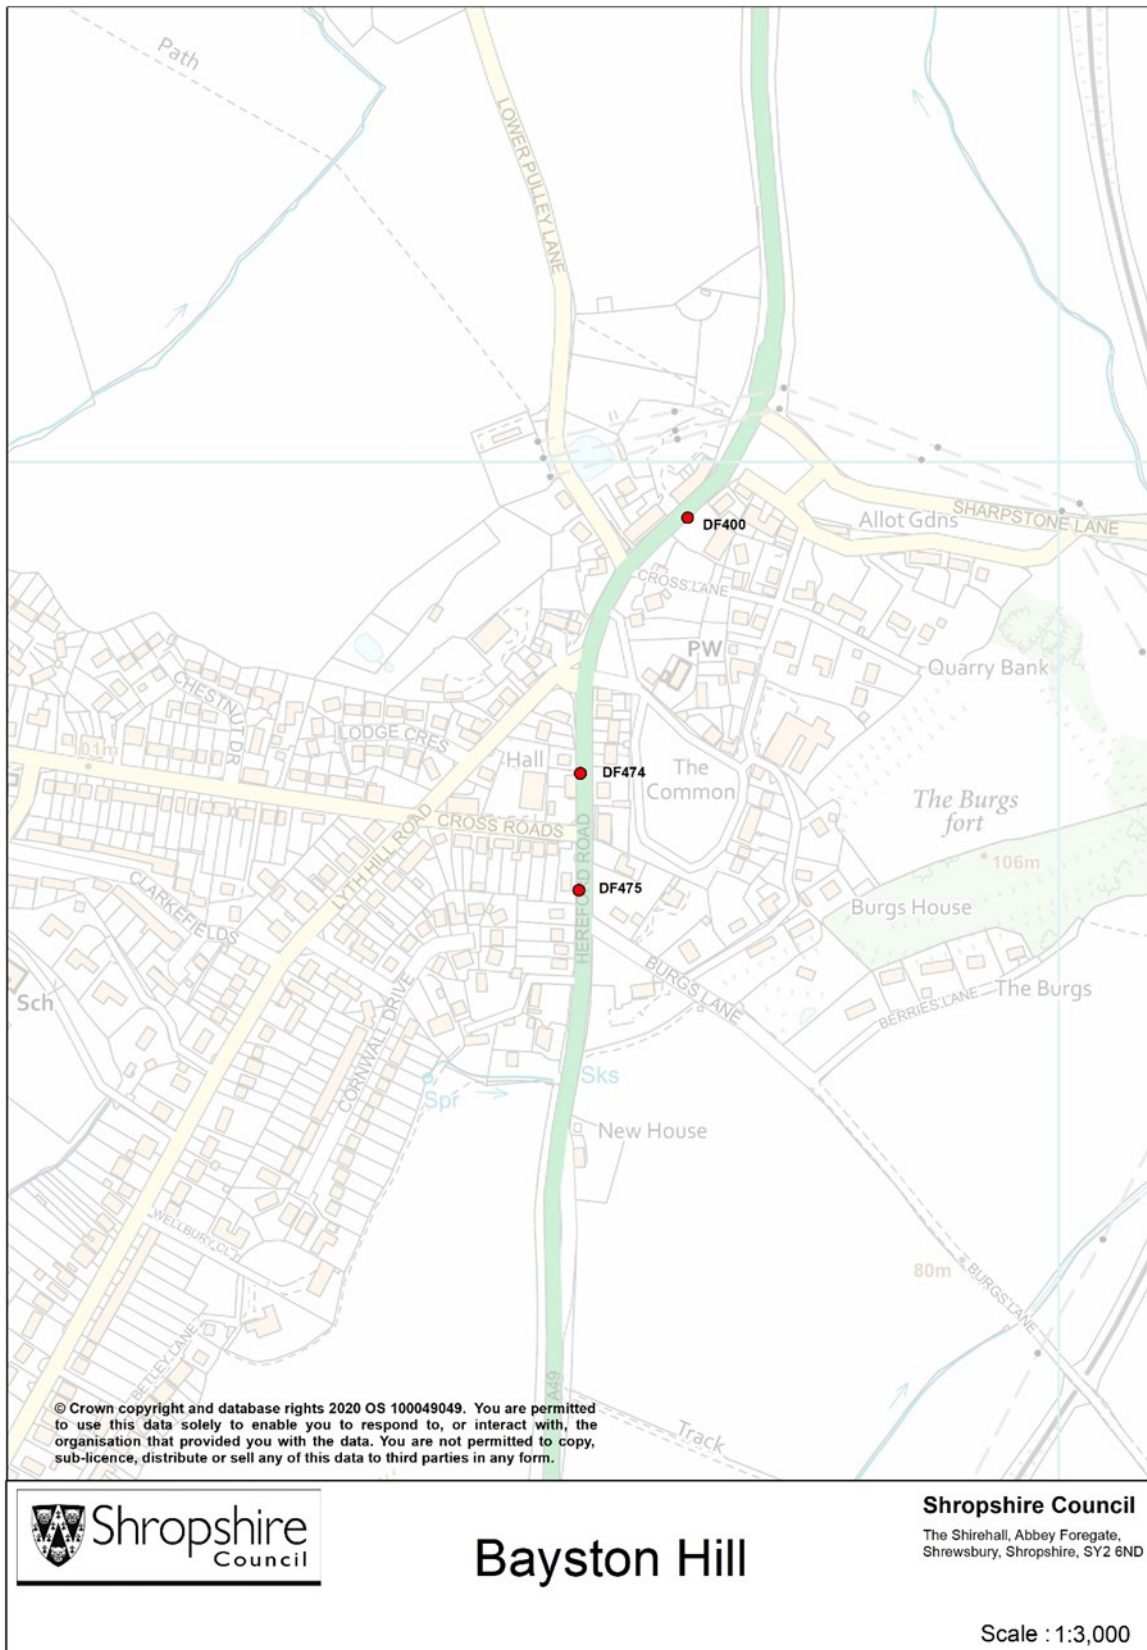 Path
LOWER PULLEY LANE
SHARPSTONE LANE
Allot Gdns
DF400
CROSS LANE
PW
Quarry Bank
CHESTNUT DR
LODGE CRES
101m
Hall
DF474
The
Common
The Burgs
fort
CROSS ROADS
LYTH HILL ROAD
HEREFORD ROAD
106m
DF475
CLARKEFIELDS
Burgs House
BURGS LANE
The Burgs
BERRIES LANE
Sch
CORNWALL DRIVE
Spr
Sks
New House
WELLBURY CL
80m
BURGS LANE
BETLEY LANE
A49
Track
© Crown copyright and database rights 2020 OS 100049049. You are permitted
to use this data solely to enable you to respond to, or interact with, the
organisation that provided you with the data. You are not permitted to copy,
sub-licence, distribute or sell any of this data to third parties in any form.
Shropshire
Council
Bayston Hill
Shropshire Council
The Shirehall, Abbey Foregate,
Shrewsbury, Shropshire, SY2 6ND
Scale : 1:3,000